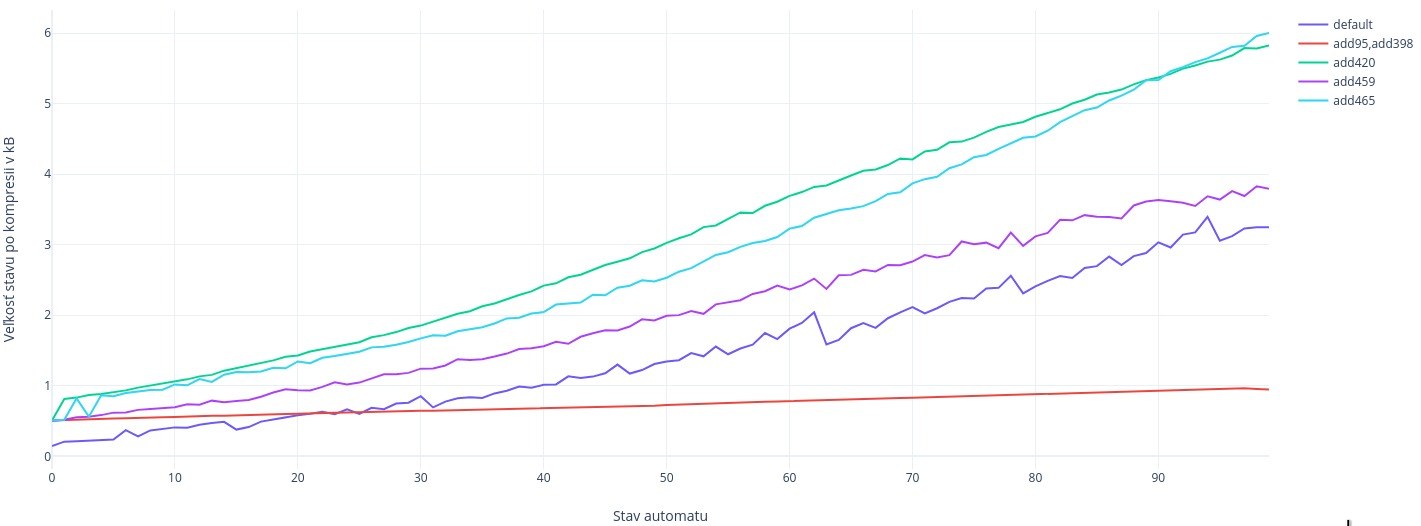 6
5
4
3
2
1
0
Veľkosť stavu po kompresii v kB
0 10 20 30 40 50 60 70 80 90
Stav automatu
default
add95,add398
add420
add459
add465